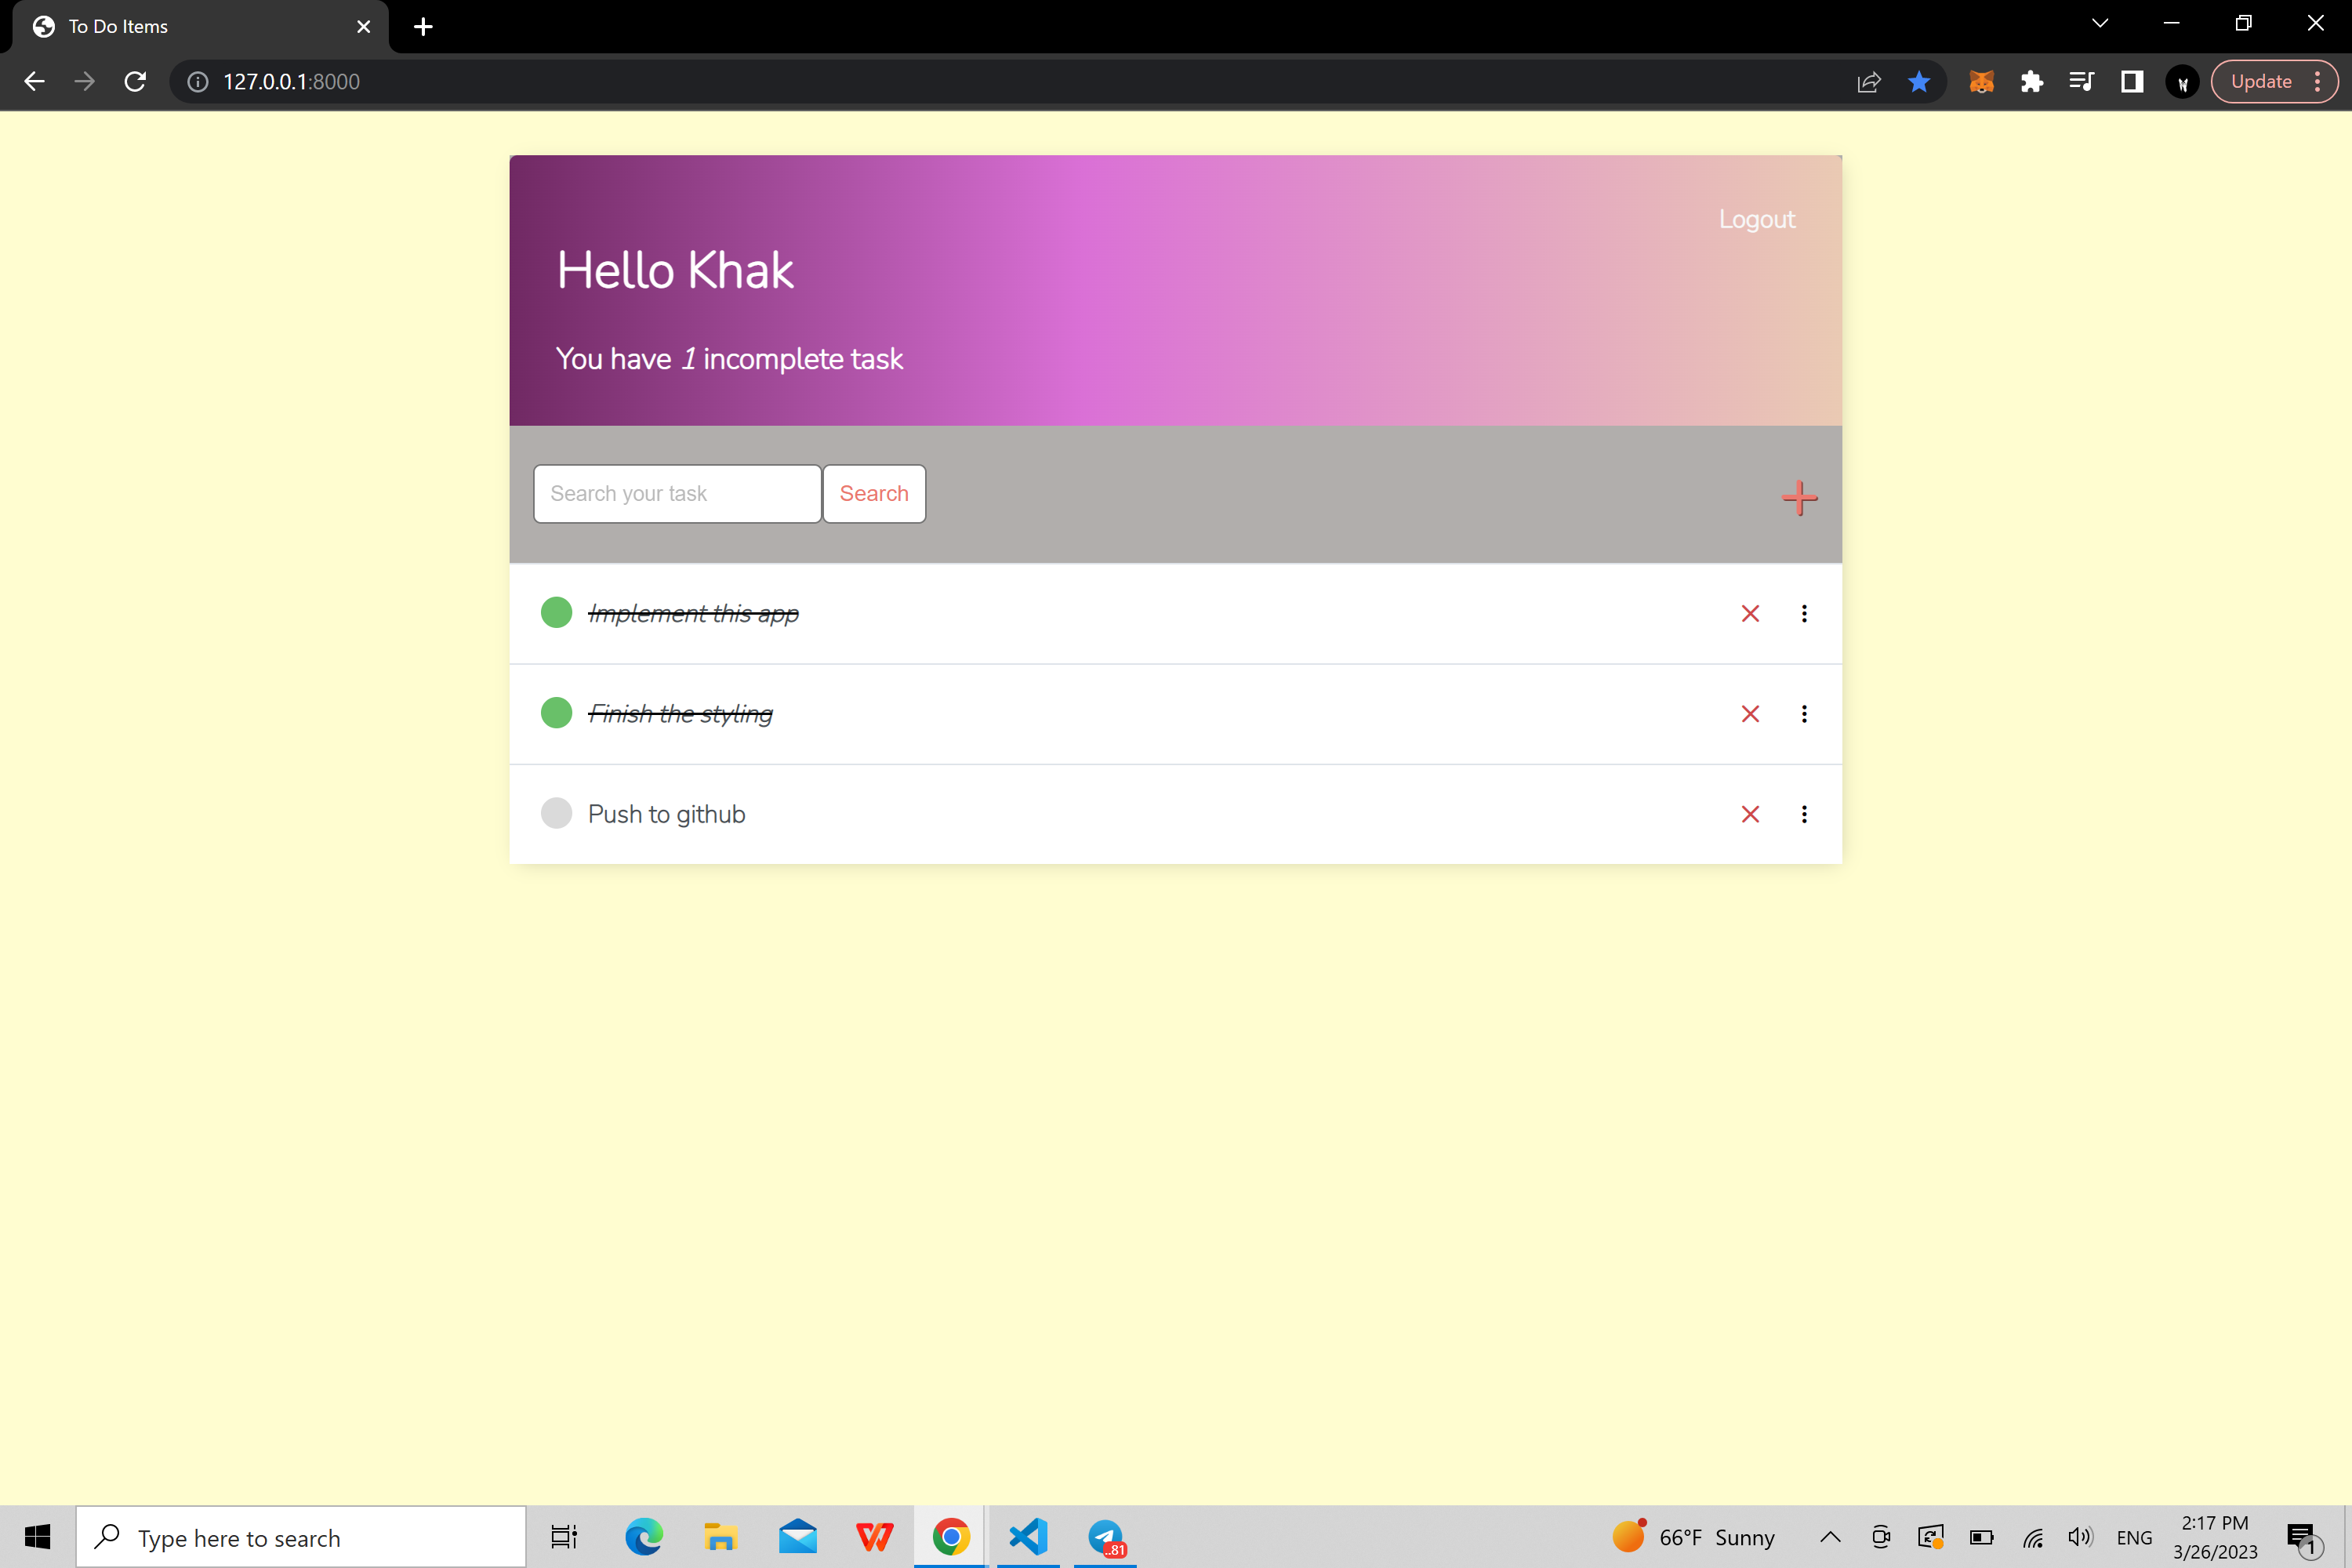 To Do Items
127.0.0.1:8000
Update
Logout
Hello Khak
You have 1 incomplete task
Search your task
Search
Implement this app
Finish the styling
Push to github
Type here to search
..81
66°F Sunny
ENG
2:17 PM
3/26/2023
1